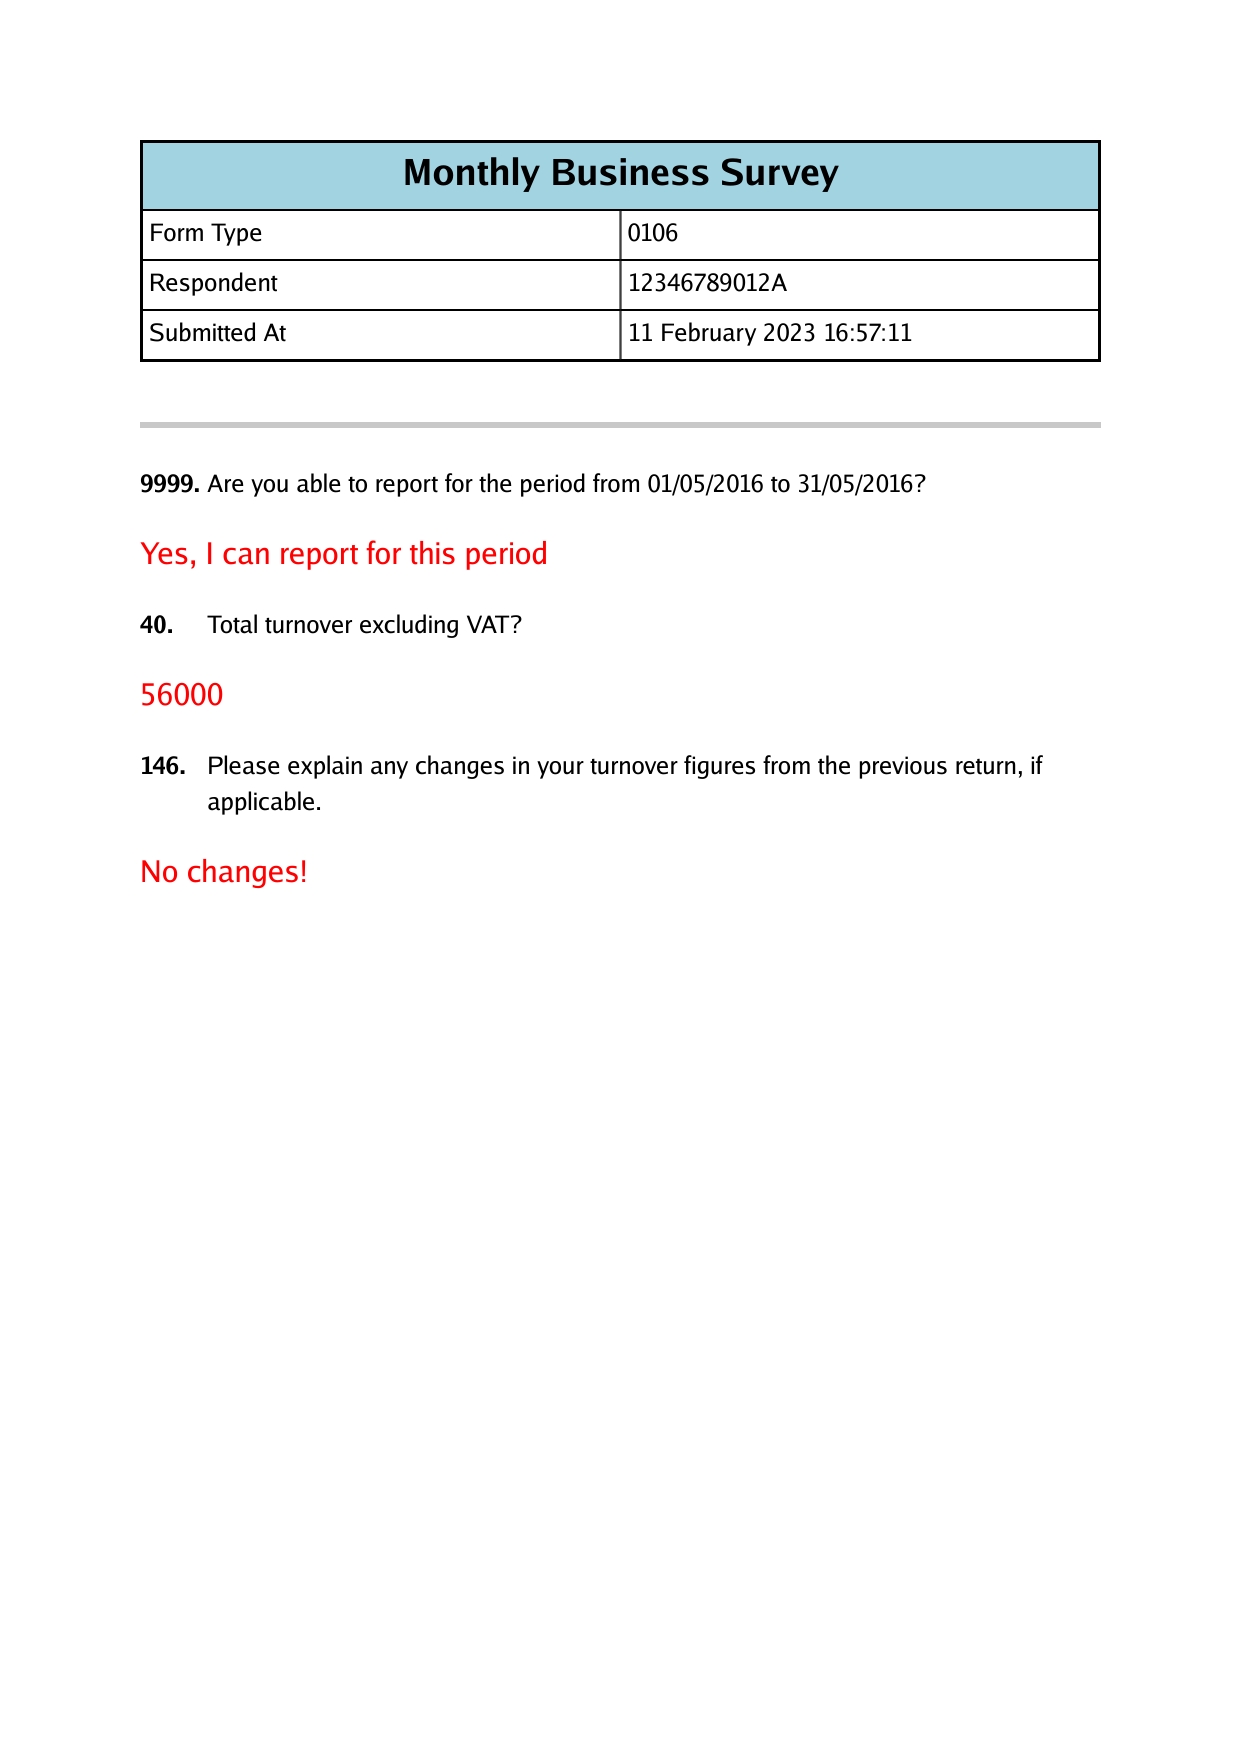 Monthly Business Survey
Form Type 0106
Respondent 12346789012A
Submitted At 11 February 2023 16:57:11
9999. Are you able to report for the period from 01/05/2016 to 31/05/2016?
Yes, I can report for this period
40. Total turnover excluding VAT?
56000
146. Please explain any changes in your turnover figures from the previous return, if
applicable.
No changes!